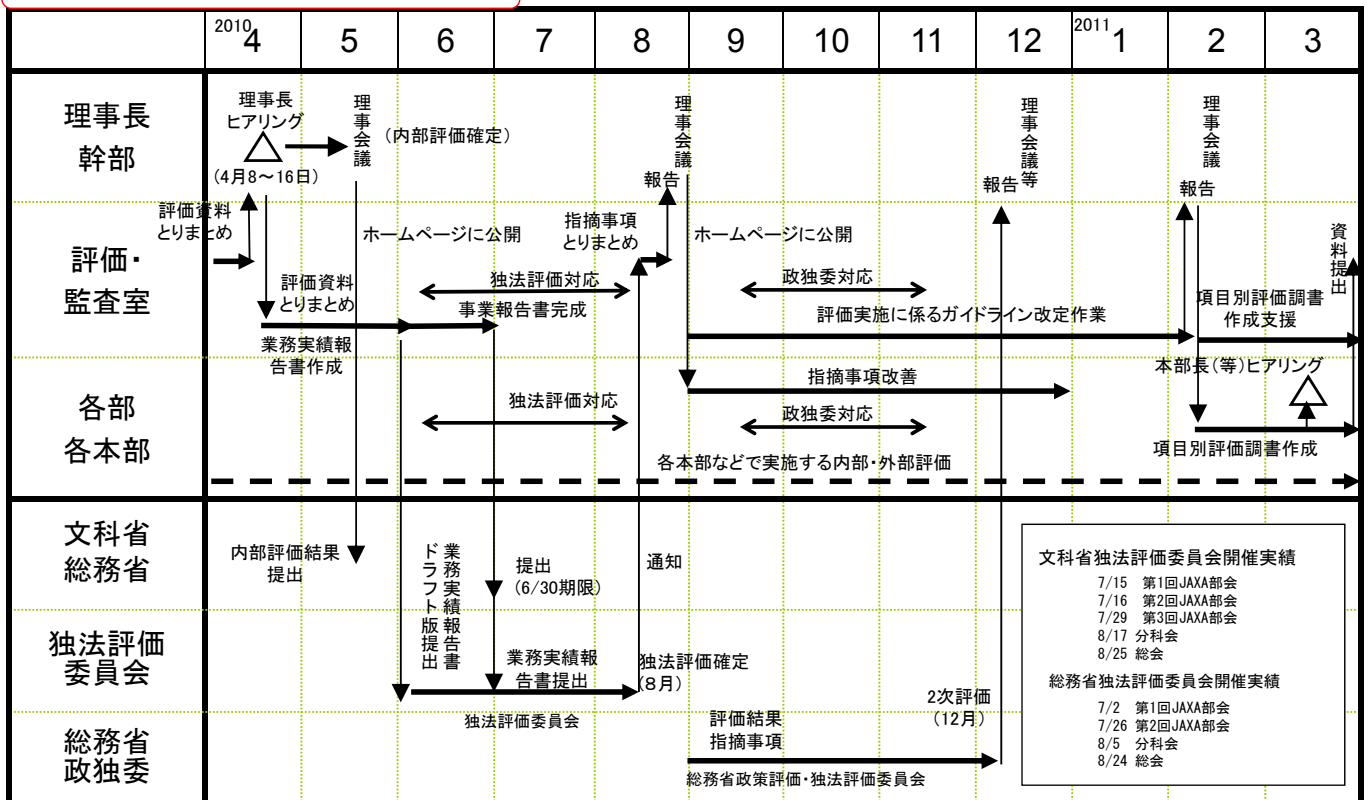 2010
4
5
6
7
8
9
10
11
12
2011
1
2
3
理事長
幹部
理事長
ヒアリング
(4月8～16日)
理事会議
(内部評価確定)
理事会議
報告
理事会議等
報告
理事会議
報告
評価・
監査室
評価資料
とりまとめ
評価資料
とりまとめ
業務実績報
告書作成
ホームページに公開
独法評価対応
事業報告書完成
指摘事項
とりまとめ
ホームページに公開
政独委対応
評価実施に係るガイドライン改定作業
項目別評価調書
作成支援
資料提出
各部
各本部
独法評価対応
指摘事項改善
政独委対応
本部長(等)ヒアリング
項目別評価調書作成
各本部などで実施する内部・外部評価
文科省
総務省
内部評価結果
提出
業務実績報告書
ドラフト版提出
提出
(6/30期限)
通知
独法評価
委員会
業務実績報
告書提出
独法評価確定
(8月)
独法評価委員会
総務省
政独委
評価結果
指摘事項
2次評価
(12月)
総務省政策評価・独法評価委員会
文科省独法評価委員会開催実績
7/15 第1回JAXA部会
7/16 第2回JAXA部会
7/29 第3回JAXA部会
8/17 分科会
8/25 総会
総務省独法評価委員会開催実績
7/2 第1回JAXA部会
7/26 第2回JAXA部会
8/5 分科会
8/24 総会